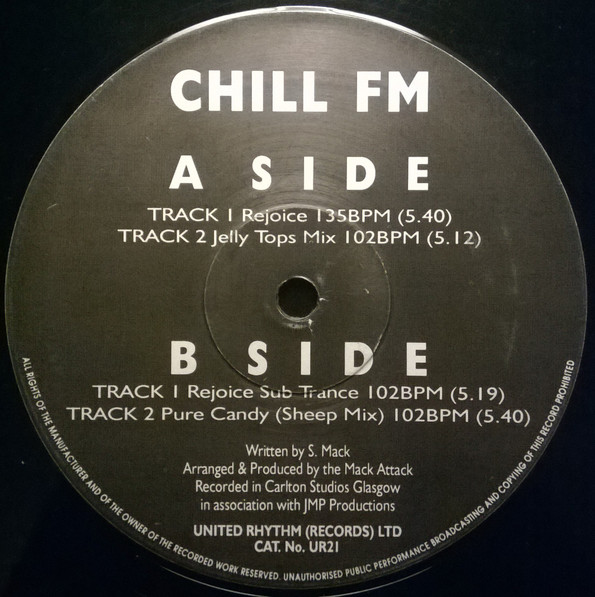 CHILL FM
A SIDE
TRACK 1 Rejoice 135BPM (5.40)
TRACK 2 Jelly Tops Mix 102BPM (5.12)
B SIDE
TRACK 1 Rejoice Sub Trance 102BPM (5.19)
TRACK 2 Pure Candy (Sheep Mix) 102BPM (5.40)
Written by S. Mack
Arranged & Produced by the Mack Attack
Recorded in Carlton Studios Glasgow
in association with JMP Productions
UNITED RHYTHM (RECORDS) LTD
CAT. No. UR21
ALL RIGHTS OF THE MANUFACTURER AND OF THE OWNER OF THE RECORDED WORK RESERVED. UNAUTHORISED PUBLIC PERFORMANCE BROADCASTING AND COPYING OF THIS RECORD PROHIBITED